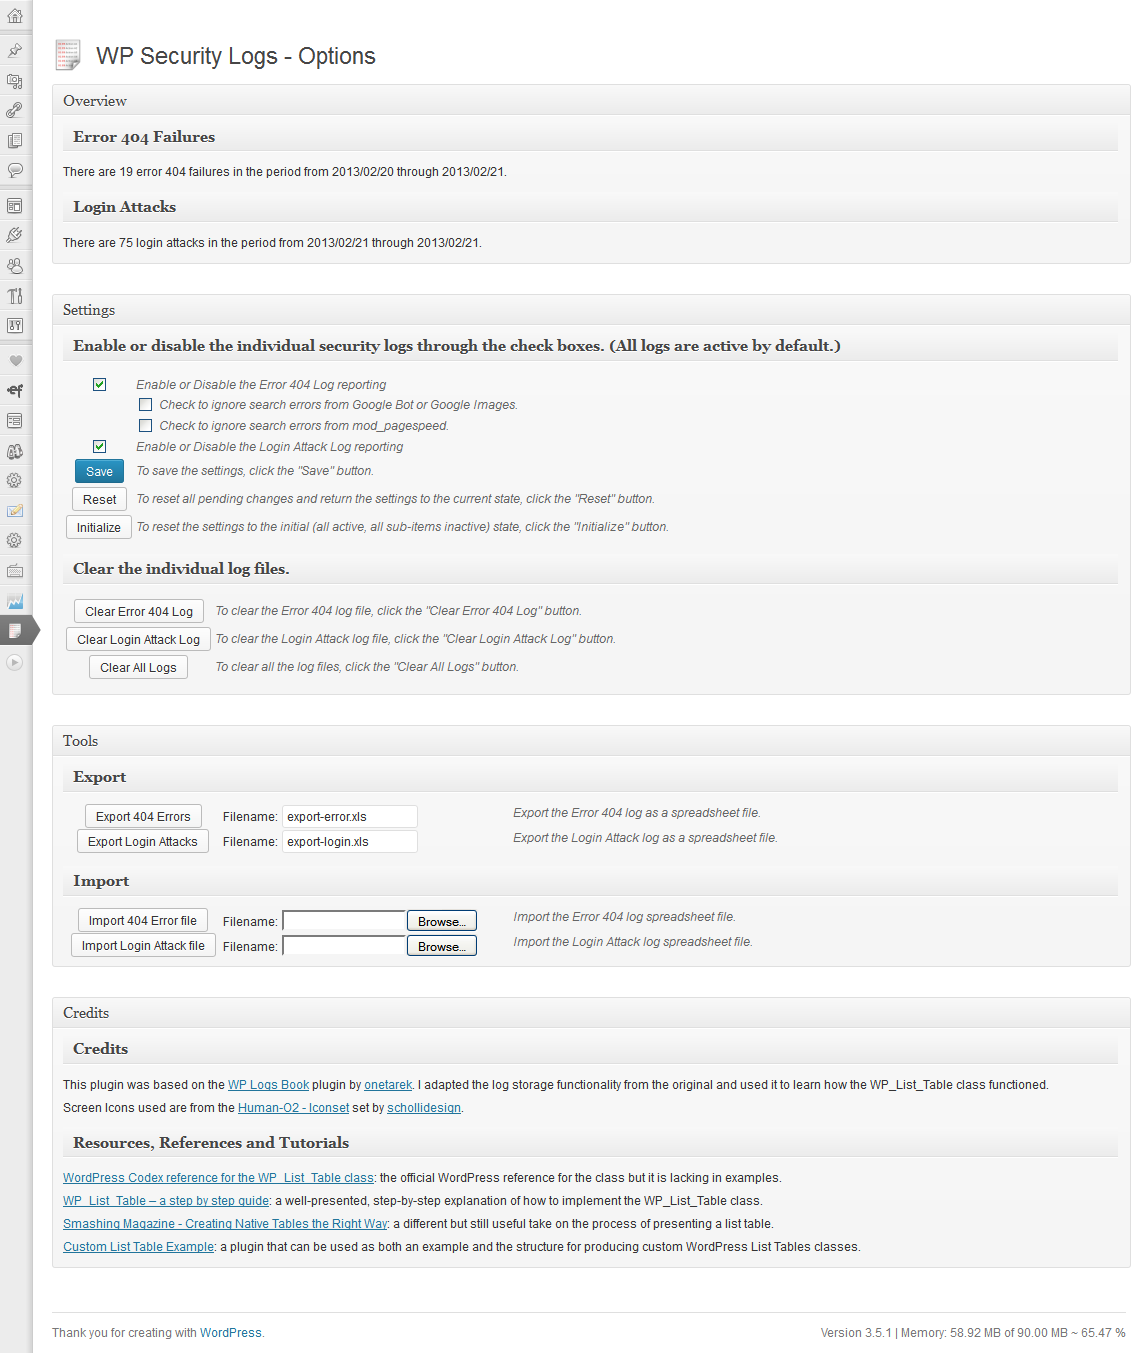 WP Security Logs - Options
Overview
Error 404 Failures
There are 19 error 404 failures in the period from 2013/02/20 through 2013/02/21.
Login Attacks
There are 75 login attacks in the period from 2013/02/21 through 2013/02/21.
Settings
Enable or disable the individual security logs through the check boxes. (All logs are active by default.)
Enable or Disable the Error 404 Log reporting
Check to ignore search errors from Google Bot or Google Images.
Check to ignore search errors from mod_pagespeed.
Enable or Disable the Login Attack Log reporting
Save To save the settings, click the "Save" button.
Reset To reset all pending changes and return the settings to the current state, click the "Reset" button.
Initialize To reset the settings to the initial (all active, all sub-items inactive) state, click the "Initialize" button.
Clear the individual log files.
Clear Error 404 Log To clear the Error 404 log file, click the "Clear Error 404 Log" button.
Clear Login Attack Log To clear the Login Attack log file, click the "Clear Login Attack Log" button.
Clear All Logs To clear all the log files, click the "Clear All Logs" button.
Tools
Export
Export 404 Errors Filename: export-error.xls Export the Error 404 log as a spreadsheet file.
Export Login Attacks Filename: export-login.xls Export the Login Attack log as a spreadsheet file.
Import
Import 404 Error file Filename: Browse... Import the Error 404 log spreadsheet file.
Import Login Attack file Filename: Browse... Import the Login Attack log spreadsheet file.
Credits
Credits
This plugin was based on the WP Logs Book plugin by onetarek. I adapted the log storage functionality from the original and used it to learn how the WP_List_Table class functioned.
Screen Icons used are from the Human-O2 - Iconset set by schollidesign.
Resources, References and Tutorials
WordPress Codex reference for the WP_List_Table class: the official WordPress reference for the class but it is lacking in examples.
WP_List_Table – a step by step guide: a well-presented, step-by-step explanation of how to implement the WP_List_Table class.
Smashing Magazine - Creating Native Tables the Right Way: a different but still useful take on the process of presenting a list table.
Custom List Table Example: a plugin that can be used as both an example and the structure for producing custom WordPress List Tables classes.
Thank you for creating with WordPress. Version 3.5.1 | Memory: 58.92 MB of 90.00 MB ~ 65.47 %